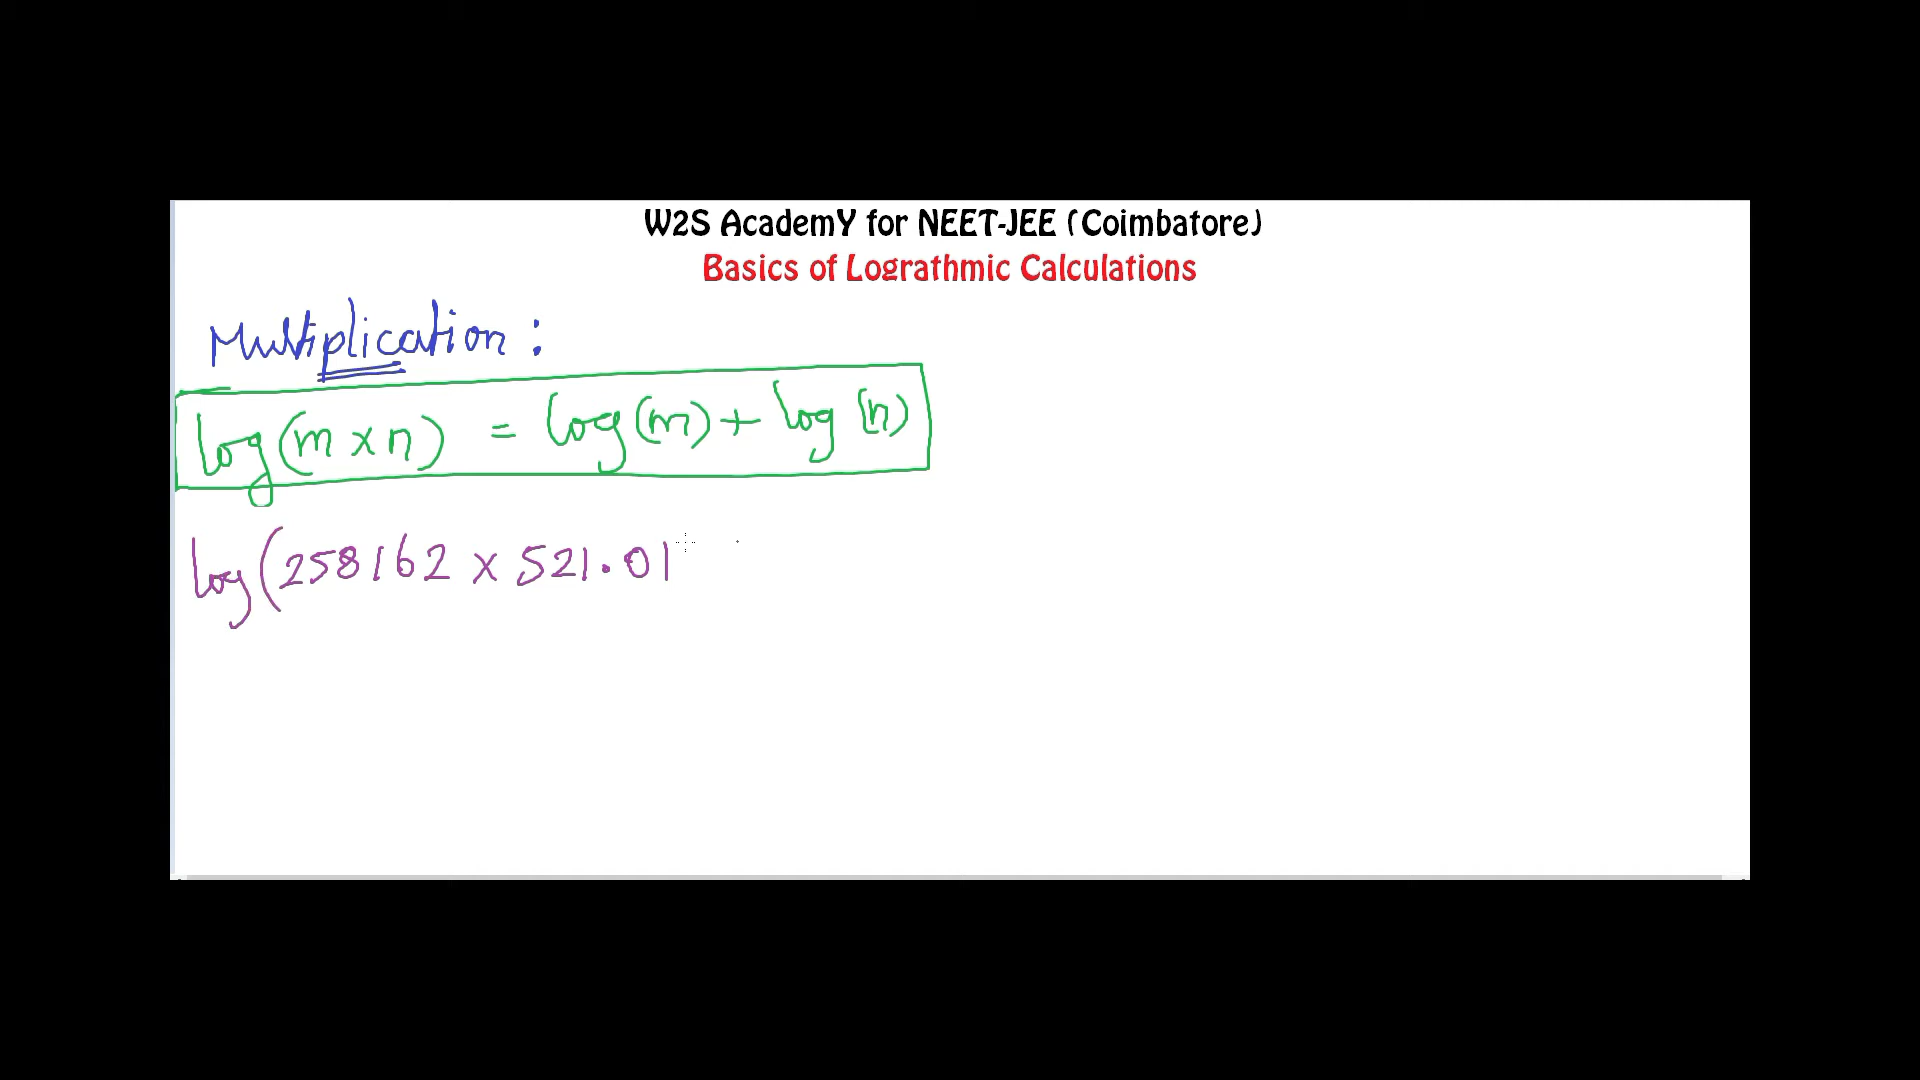 W2S AcademY for NEET-JEE (Coimbatore)
Basics of Lograthmic Calculations
Multiplication :
log(m x n) = log(m) + log(n)
log(258162 x 521.01